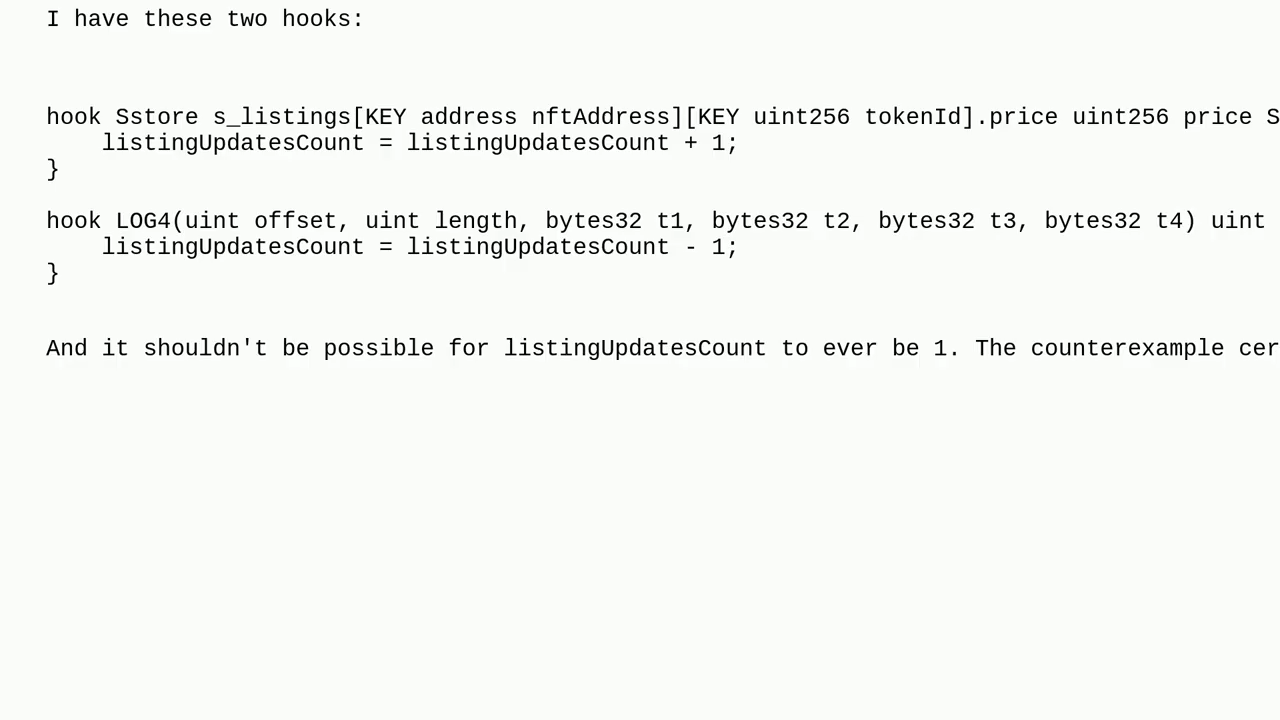 I have these two hooks:
hook Sstore s_listings[KEY address nftAddress][KEY uint256 tokenId].price uint256 price S
    listingUpdatesCount = listingUpdatesCount + 1;
}
hook LOG4(uint offset, uint length, bytes32 t1, bytes32 t2, bytes32 t3, bytes32 t4) uint
    listingUpdatesCount = listingUpdatesCount - 1;
}
And it shouldn't be possible for listingUpdatesCount to ever be 1. The counterexample cer